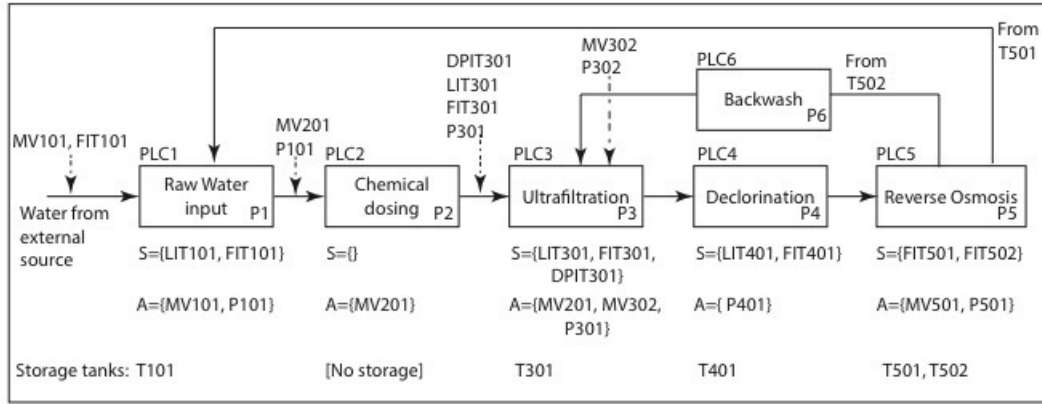 From
T501
DPIT301
LIT301
FIT301
P301
MV302
P302
PLC6
From
T502
Backwash
P6
MV101, FIT101
MV201
P101
PLC1
PLC2
PLC3
PLC4
PLC5
Raw Water
input
P1
Chemical
dosing
P2
Ultrafiltration
P3
Declorination
P4
Reverse Osmosis
P5
Water from
external
source
S={LIT101, FIT101}
S={}
S={LIT301, FIT301,
DPIT301}
S={LIT401, FIT401}
S={FIT501, FIT502}
A={MV101, P101}
A={MV201}
A={MV201, MV302,
P301}
A={ P401}
A={MV501, P501}
Storage tanks: T101
[No storage]
T301
T401
T501, T502